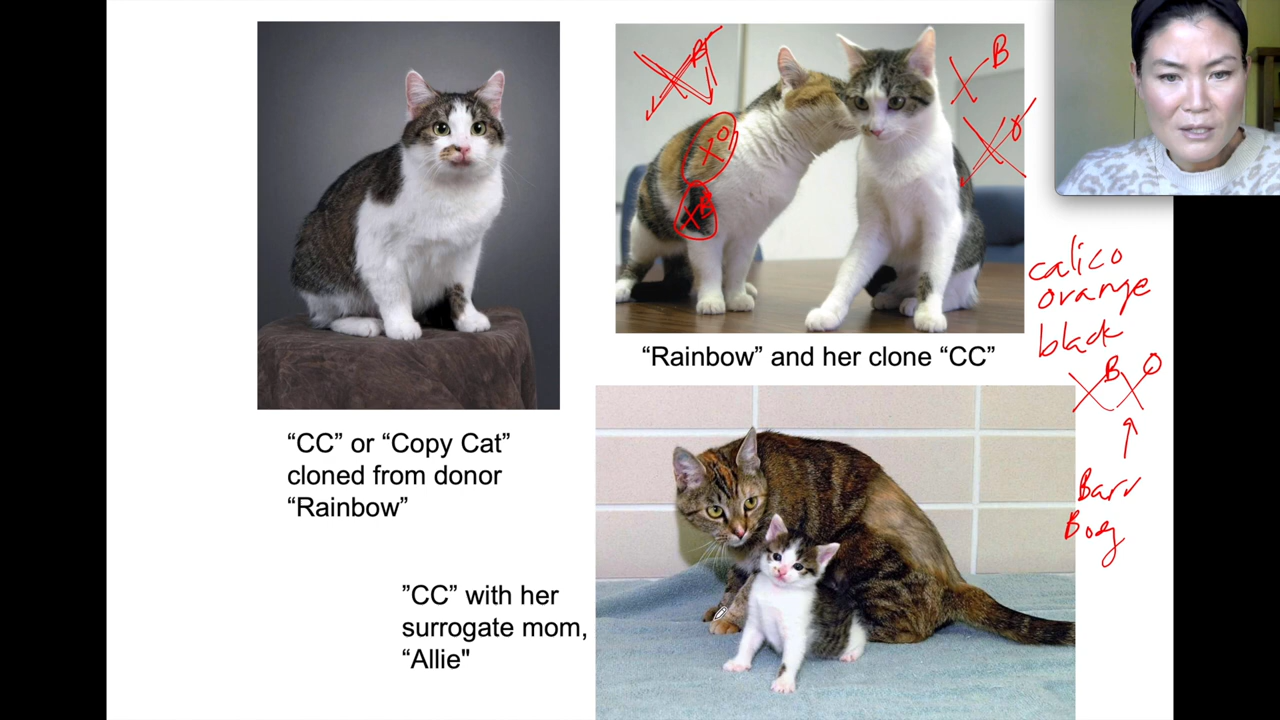 X^B
X^O
X^B
X^B
X^O
“Rainbow” and her clone “CC”
calico
orange
black
X^B X^O
Barr
Body
“CC” or “Copy Cat”
cloned from donor
“Rainbow”
”CC” with her
surrogate mom,
“Allie"